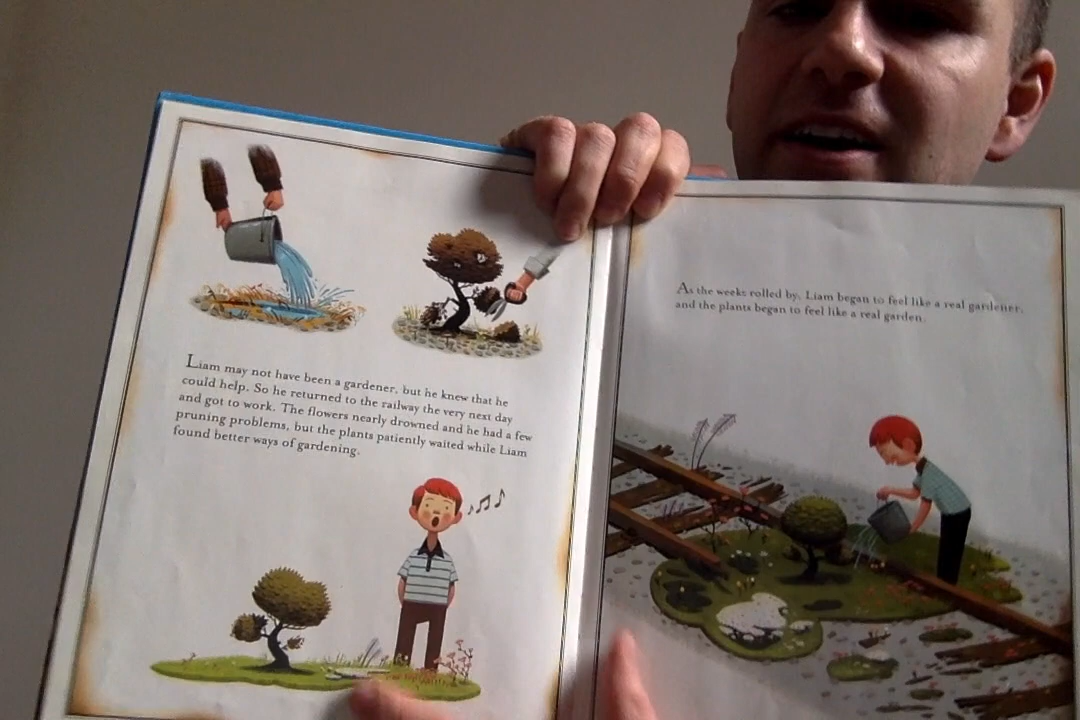 Liam may not have been a gardener, but he knew that he
could help. So he returned to the railway the very next day
and got to work. The flowers nearly drowned and he had a few
pruning problems, but the plants patiently waited while Liam
found better ways of gardening.
As the weeks rolled by, Liam began to feel like a real gardener,
and the plants began to feel like a real garden.